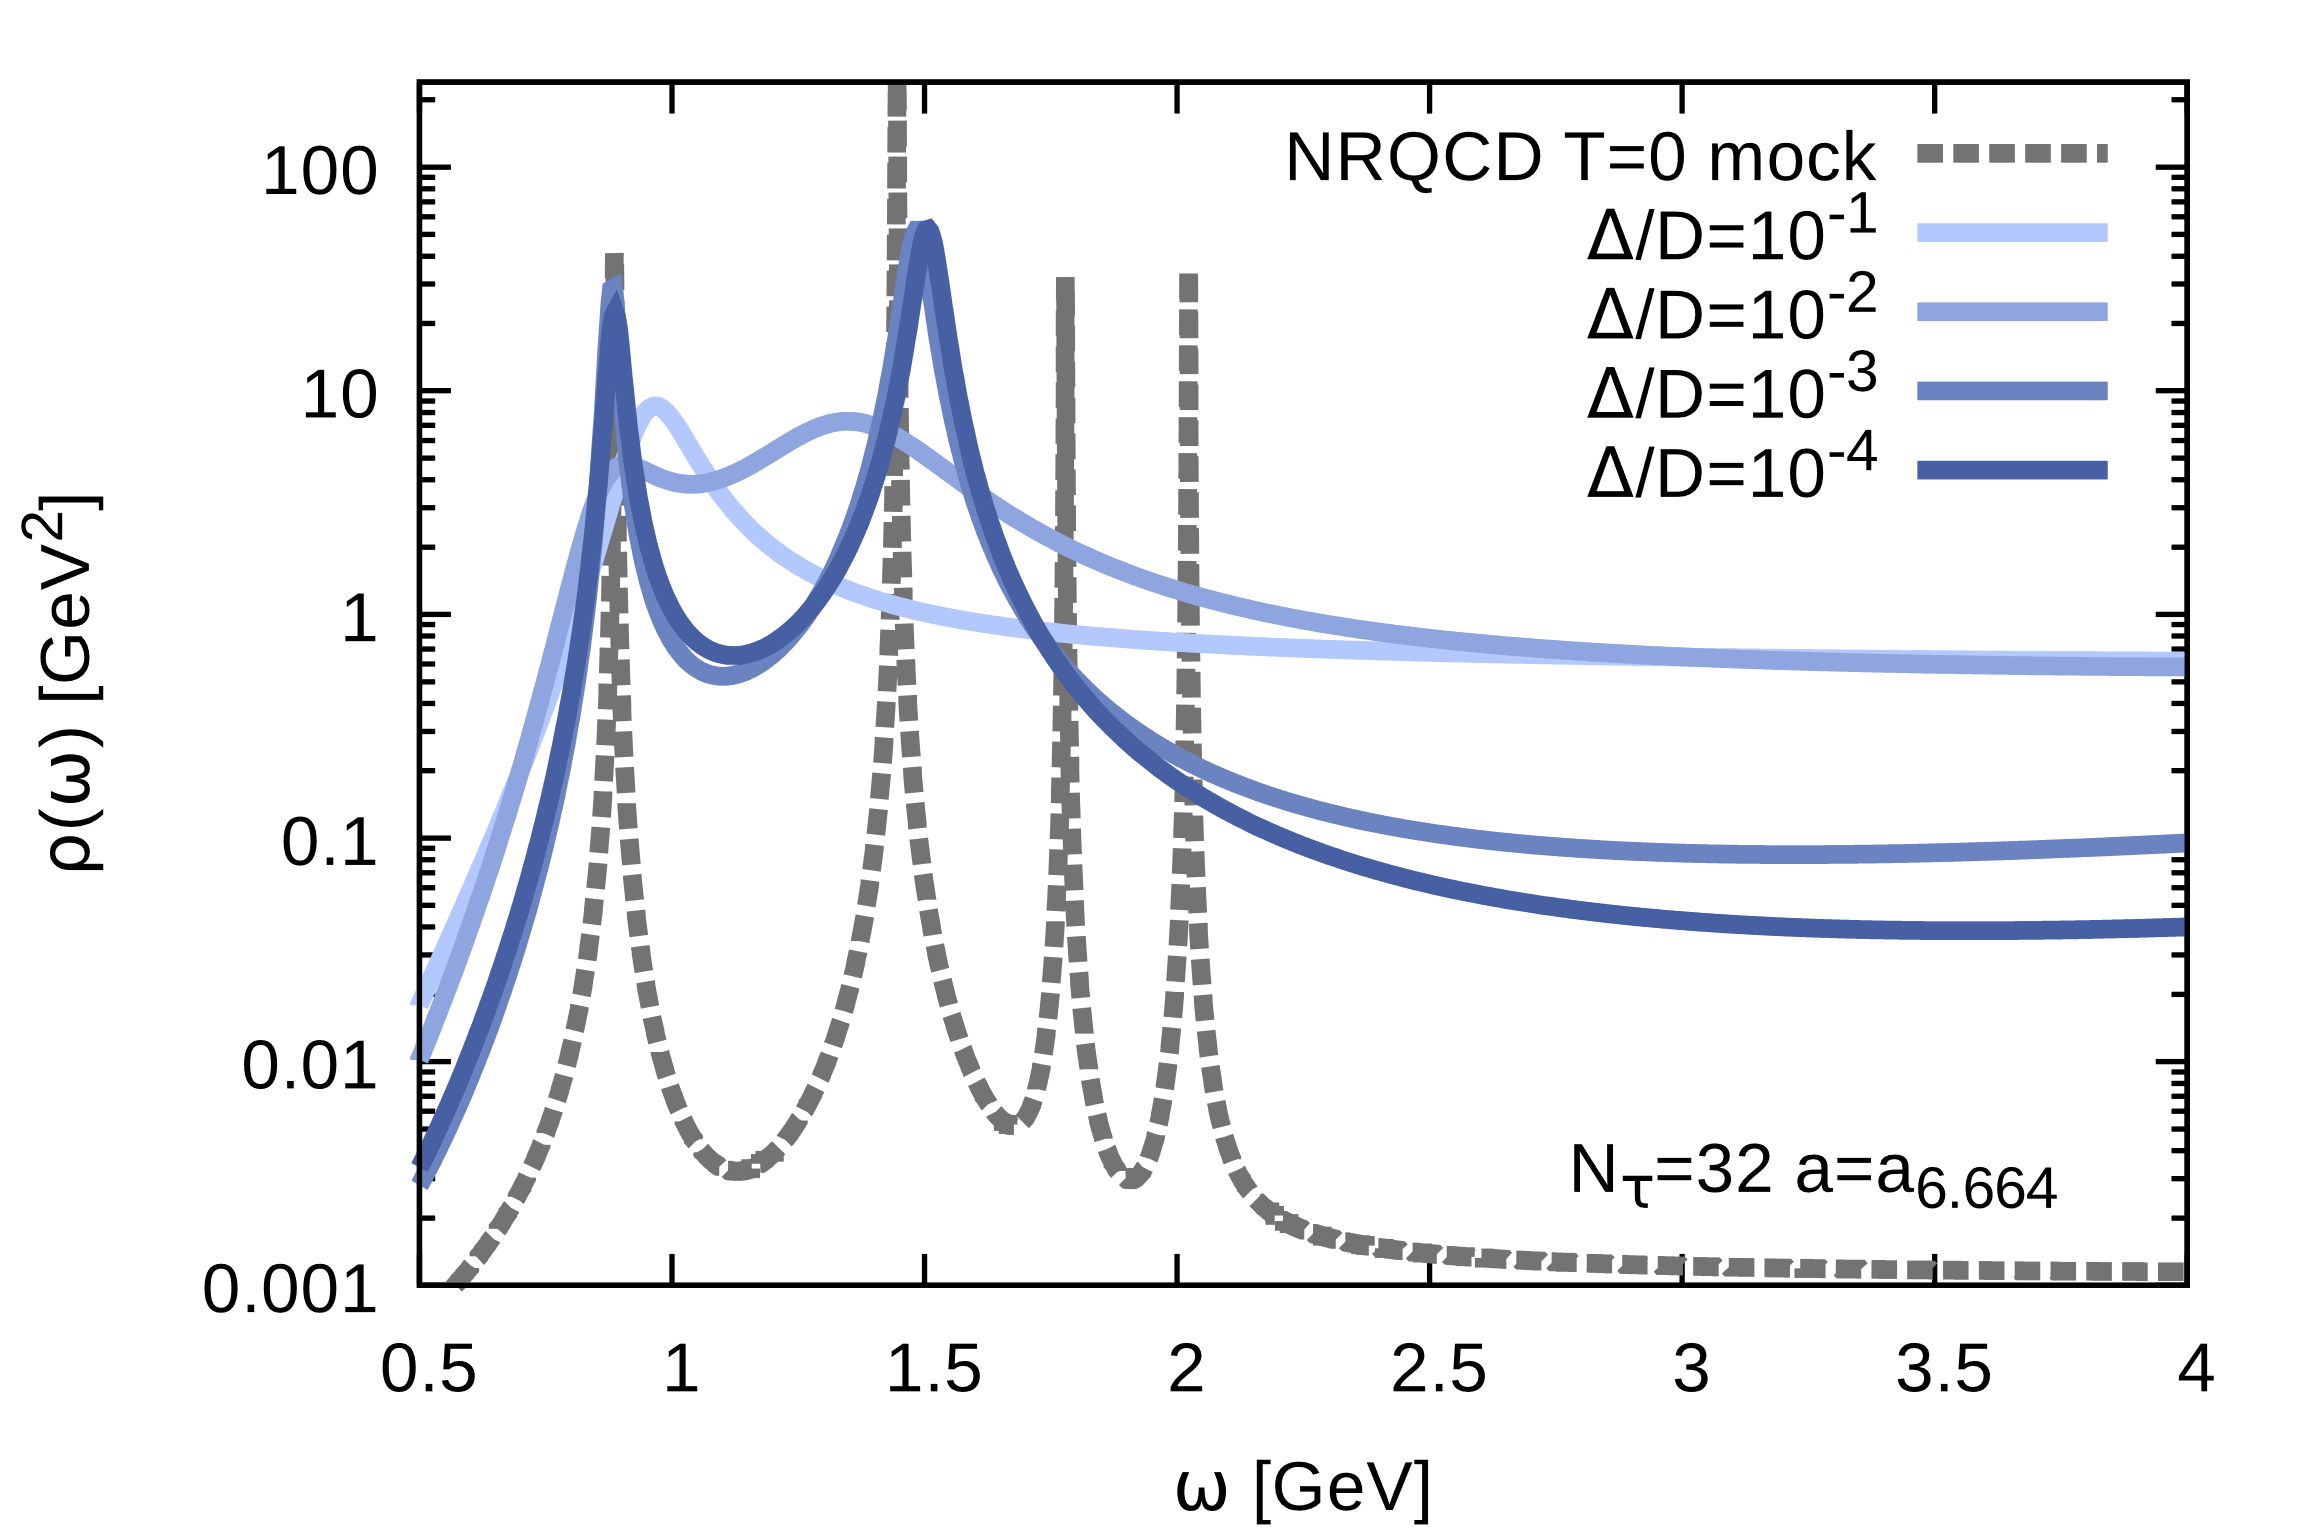 NRQCD T=0 mock
Δ/D=10^-1
Δ/D=10^-2
Δ/D=10^-3
Δ/D=10^-4
100
10
1
0.1
0.01
0.001
ρ(ω) [GeV^2]
N_τ=32 a=a_6.664
0.5 1 1.5 2 2.5 3 3.5 4
ω [GeV]